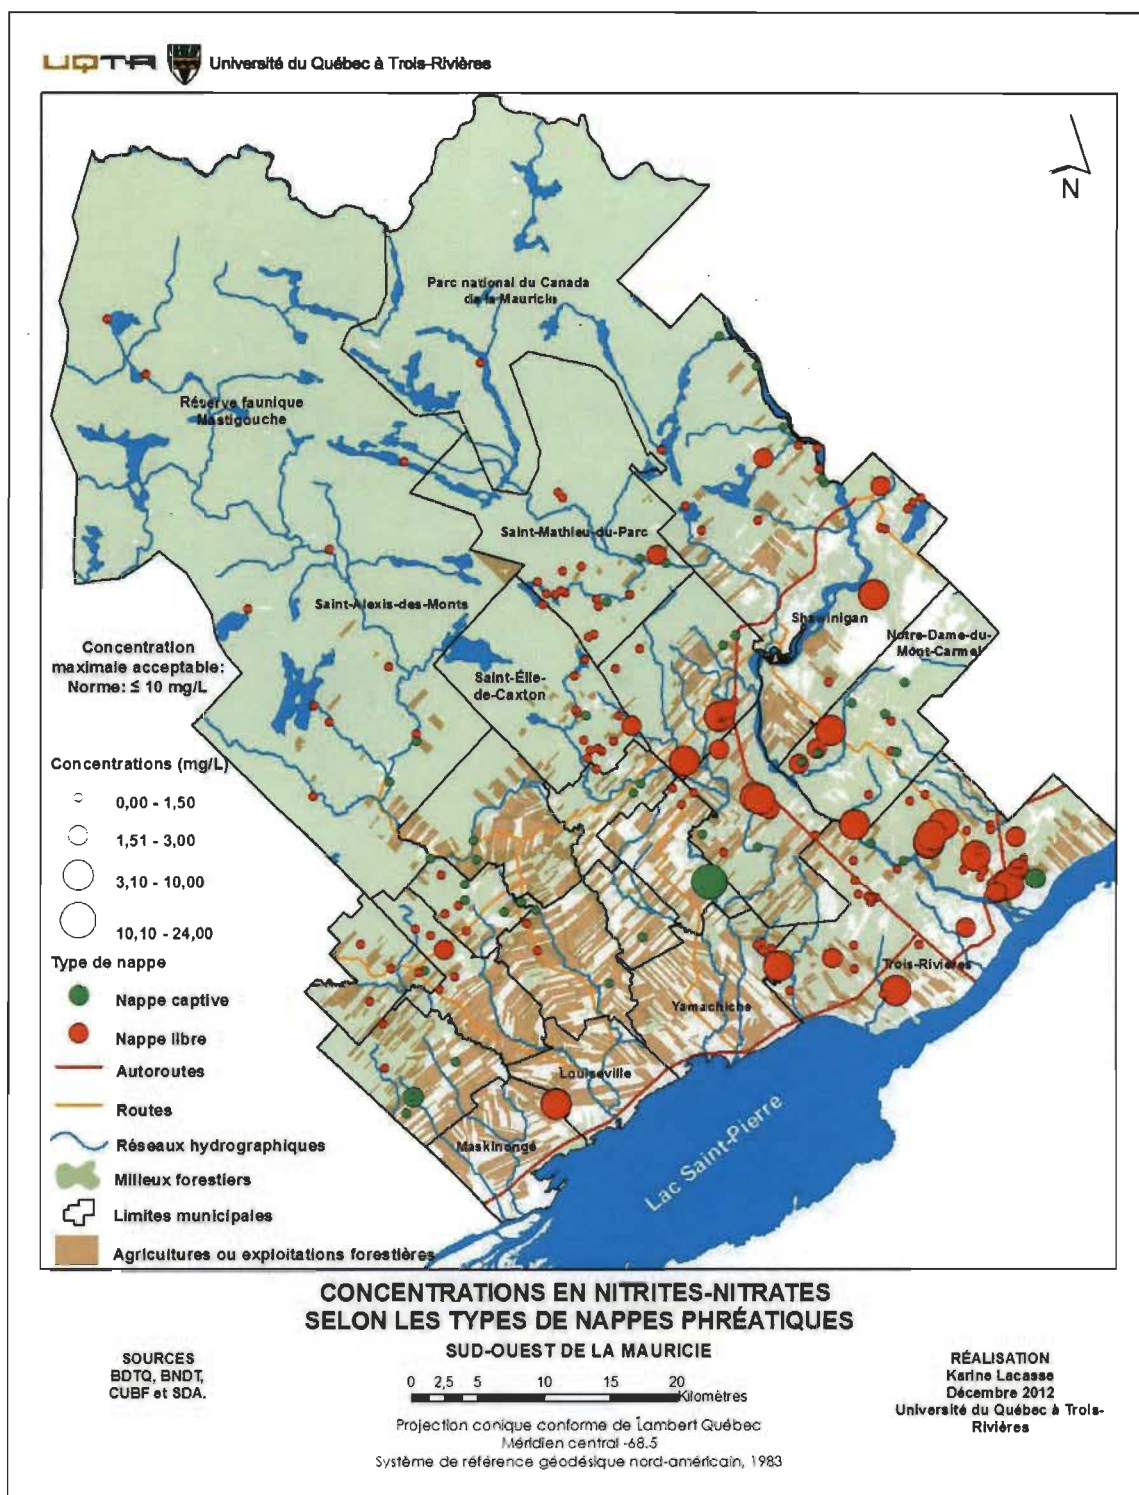 UQTR Université du Québec à Trois-Rivières
N
Parc national du Canada
de la Mauricie
Réserve faunique
Mastigouche
Saint-Mathieu-du-Parc
Saint-Alexis-des-Monts
Shawinigan
Notre-Dame-du-
Mont-Carmel
Saint-Élie-
de-Caxton
Trois-Rivières
Yamachiche
Louiseville
Maskinongé
Lac Saint-Pierre
Concentration
maximale acceptable:
Norme: ≤ 10 mg/L
Concentrations (mg/L)
0,00 - 1,50
1,51 - 3,00
3,10 - 10,00
10,10 - 24,00
Type de nappe
Nappe captive
Nappe libre
Autoroutes
Routes
Réseaux hydrographiques
Milieux forestiers
Limites municipales
Agricultures ou exploitations forestières
CONCENTRATIONS EN NITRITES-NITRATES
SELON LES TYPES DE NAPPES PHRÉATIQUES
SUD-OUEST DE LA MAURICIE
SOURCES
BDTQ, BNDT,
CUBF et SDA.
0 2,5 5 10 15 20
Kilomètres
Projection conique conforme de Lambert Québec
Méridien central -68.5
Système de référence géodésique nord-américain, 1983
RÉALISATION
Karine Lacasse
Décembre 2012
Université du Québec à Trois-
Rivières